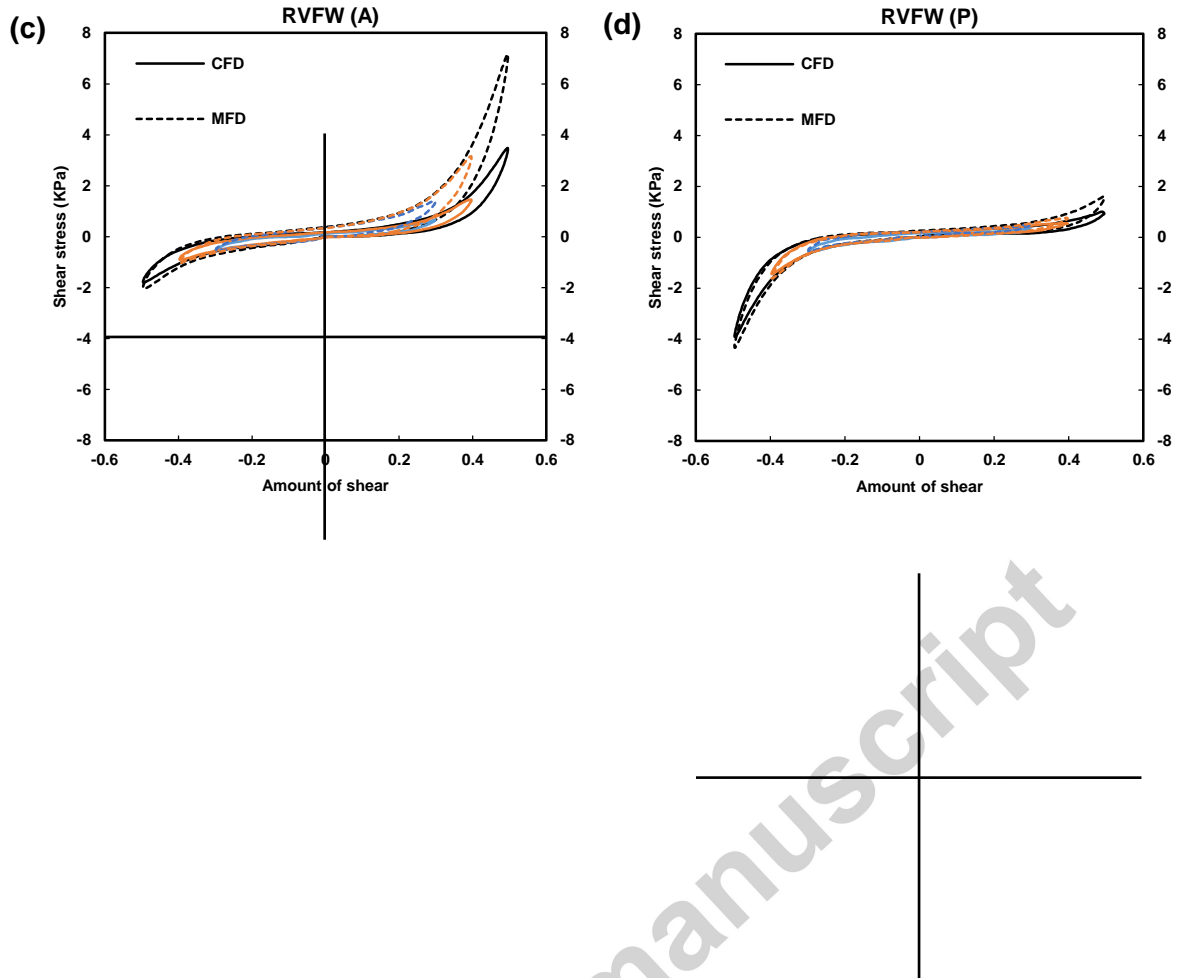 (c)
RVFW (A)
8 8
CFD
6 6
MFD
4 4
2 2
0 0
-2 -2
-4 -4
-6 -6
-8 -8
-0.6 -0.4 -0.2 0 0.2 0.4 0.6
Shear stress (KPa)
Amount of shear
(d)
RVFW (P)
8 8
CFD
6 6
MFD
4 4
2 2
0 0
-2 -2
-4 -4
-6 -6
-8 -8
-0.6 -0.4 -0.2 0 0.2 0.4 0.6
Shear stress (KPa)
Amount of shear
manuscript